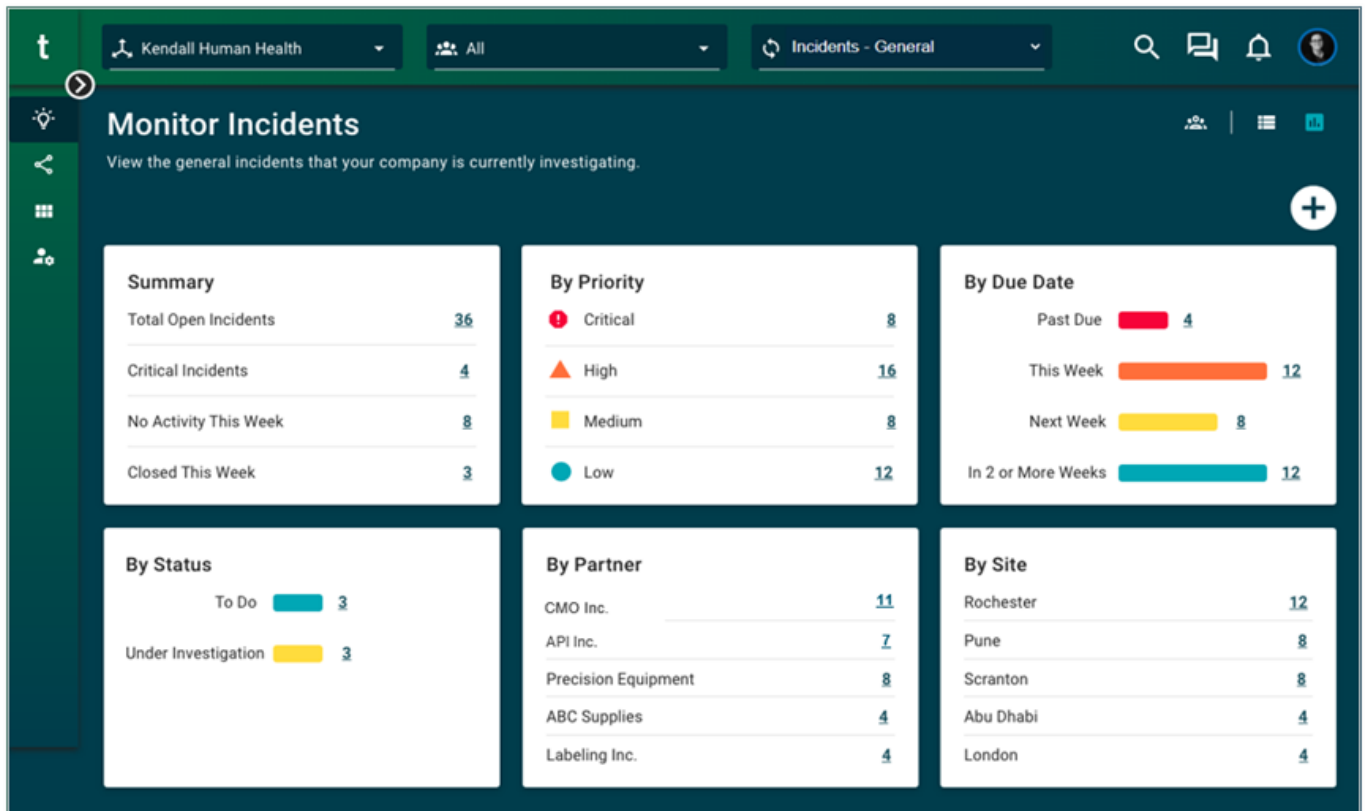 t
Kendall Human Health
All
Incidents - General
Monitor Incidents
View the general incidents that your company is currently investigating.
Summary
Total Open Incidents 36
Critical Incidents 4
No Activity This Week 8
Closed This Week 3
By Priority
Critical 8
High 16
Medium 8
Low 12
By Due Date
Past Due 4
This Week 12
Next Week 8
In 2 or More Weeks 12
By Status
To Do 3
Under Investigation 3
By Partner
CMO Inc. 11
API Inc. 7
Precision Equipment 8
ABC Supplies 4
Labeling Inc. 4
By Site
Rochester 12
Pune 8
Scranton 8
Abu Dhabi 4
London 4